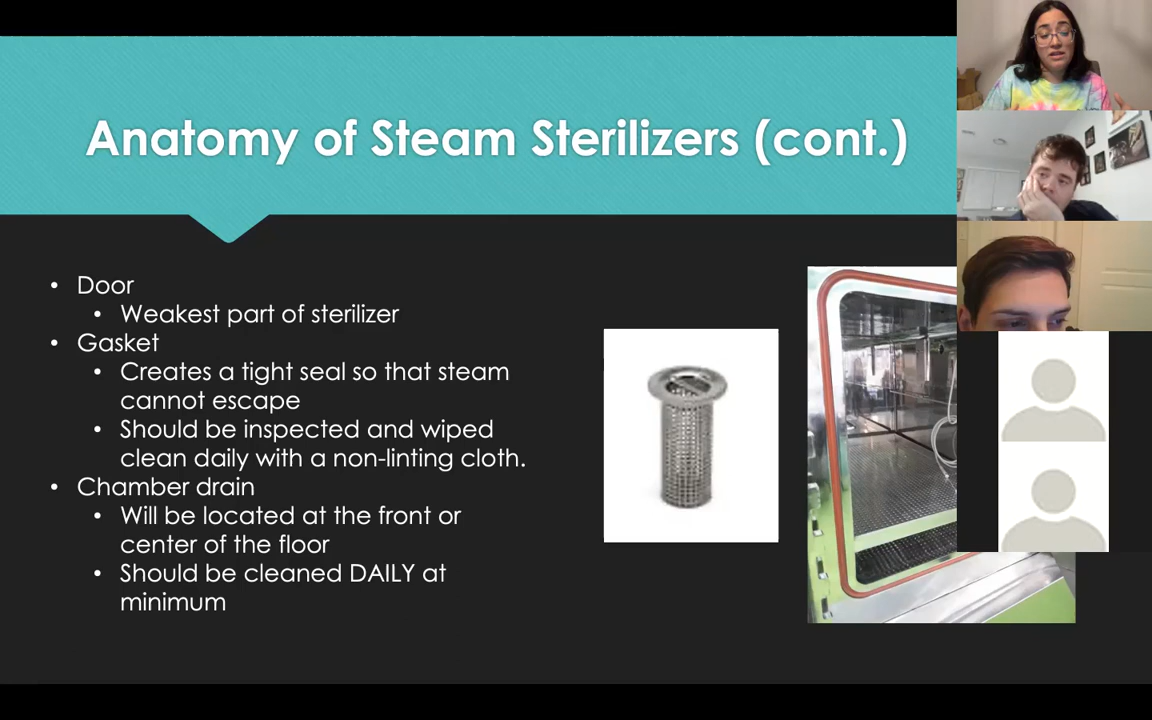 Anatomy of Steam Sterilizers (cont.)
• Door
• Weakest part of sterilizer
• Gasket
• Creates a tight seal so that steam
cannot escape
• Should be inspected and wiped
clean daily with a non-linting cloth.
• Chamber drain
• Will be located at the front or
center of the floor
• Should be cleaned DAILY at
minimum